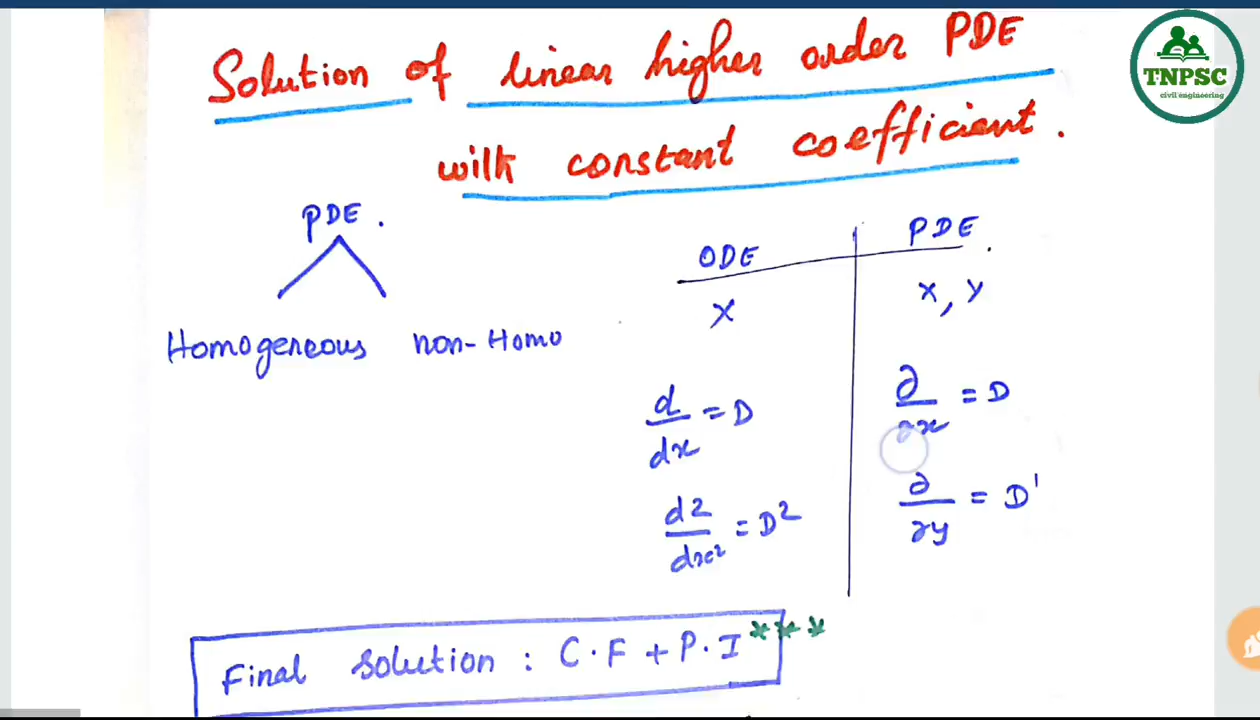 Solution of linear higher order PDE
with constant coefficient.
TNPSC
civil engineering
PDE.
Homogeneous non-Homo
ODE
PDE.
x
x, y
d/dx = D
∂/∂x = D
d2/dx² = D²
∂/∂y = D'
Final solution : C.F + P.I ***